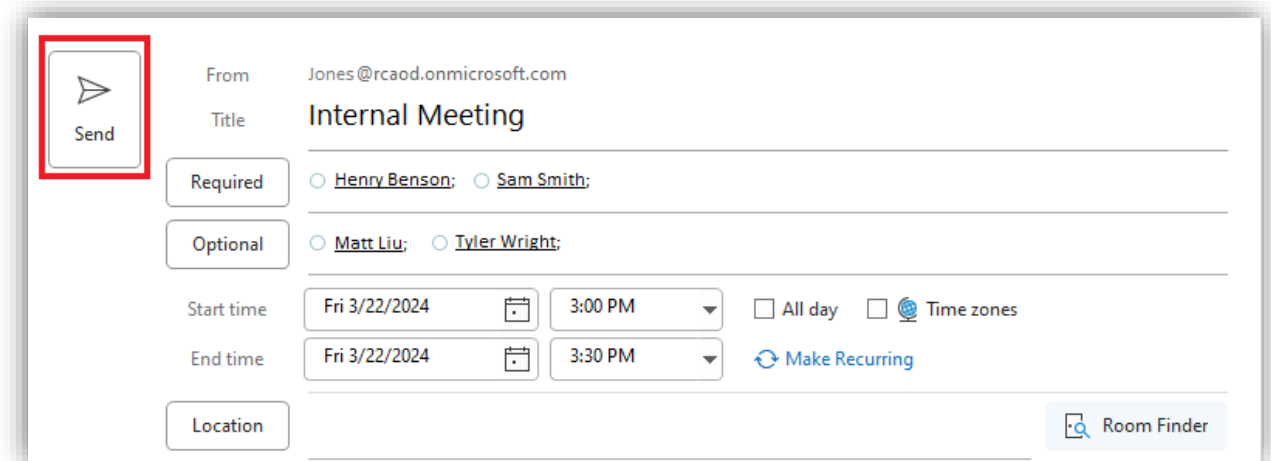 From Jones@rcaod.onmicrosoft.com
Title Internal Meeting
Send
Required Henry Benson; Sam Smith;
Optional Matt Liu; Tyler Wright;
Start time Fri 3/22/2024 3:00 PM All day Time zones
End time Fri 3/22/2024 3:30 PM Make Recurring
Location Room Finder